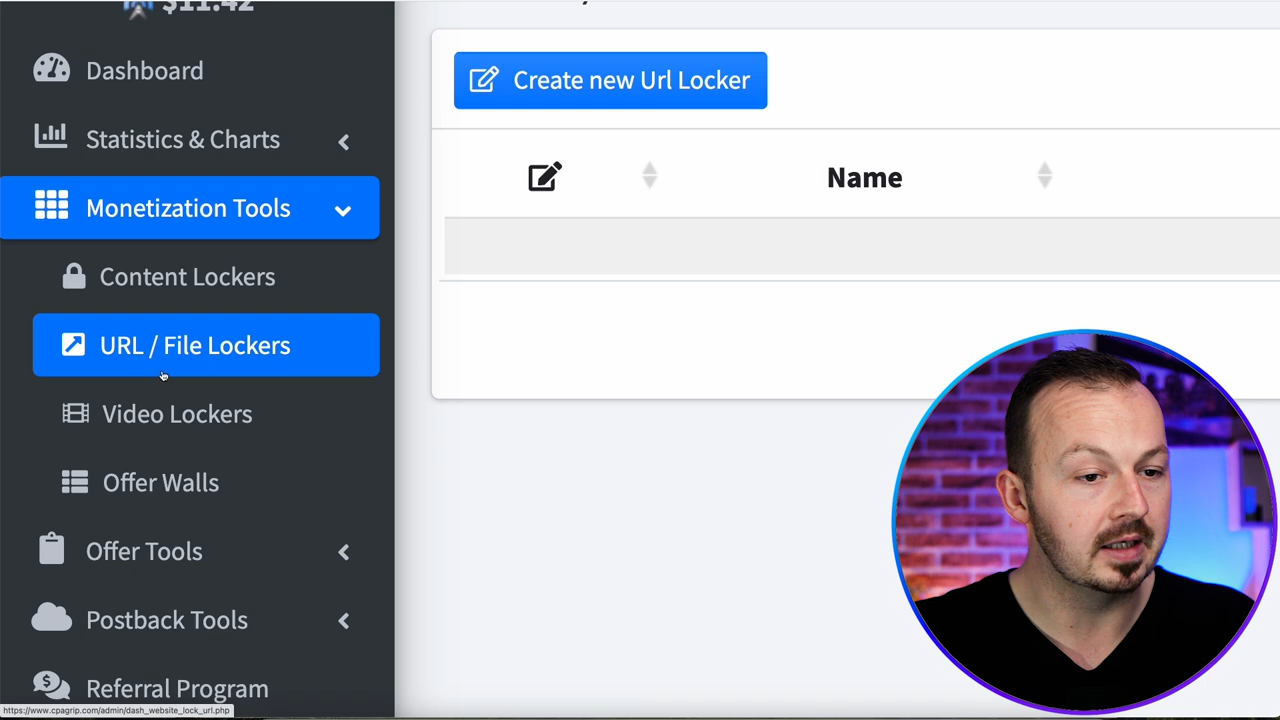 $11.42
Dashboard
Statistics & Charts
Monetization Tools
Content Lockers
URL / File Lockers
Video Lockers
Offer Walls
Offer Tools
Postback Tools
Referral Program
https://www.cpagrip.com/admin/dash_website_lock_url.php
Create new Url Locker
Name